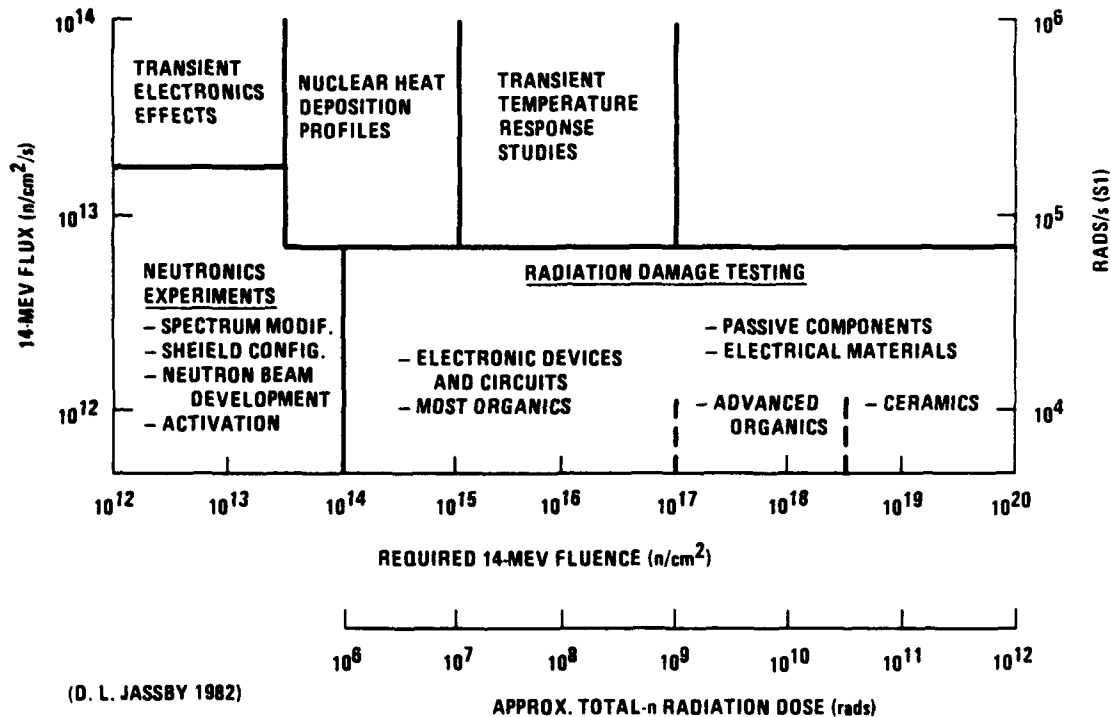 10^14
10^13
10^12
14-MEV FLUX (n/cm^2/s)
TRANSIENT
ELECTRONICS
EFFECTS
NUCLEAR HEAT
DEPOSITION
PROFILES
TRANSIENT
TEMPERATURE
RESPONSE
STUDIES
10^6
10^5
10^4
RADS/s (S1)
NEUTRONICS
EXPERIMENTS
– SPECTRUM MODIF.
– SHEIELD CONFIG.
– NEUTRON BEAM
DEVELOPMENT
– ACTIVATION
RADIATION DAMAGE TESTING
– ELECTRONIC DEVICES
AND CIRCUITS
– MOST ORGANICS
– PASSIVE COMPONENTS
– ELECTRICAL MATERIALS
– ADVANCED
ORGANICS
– CERAMICS
10^12 10^13 10^14 10^15 10^16 10^17 10^18 10^19 10^20
REQUIRED 14-MEV FLUENCE (n/cm^2)
10^6 10^7 10^8 10^9 10^10 10^11 10^12
APPROX. TOTAL-n RADIATION DOSE (rads)
(D. L. JASSBY 1982)